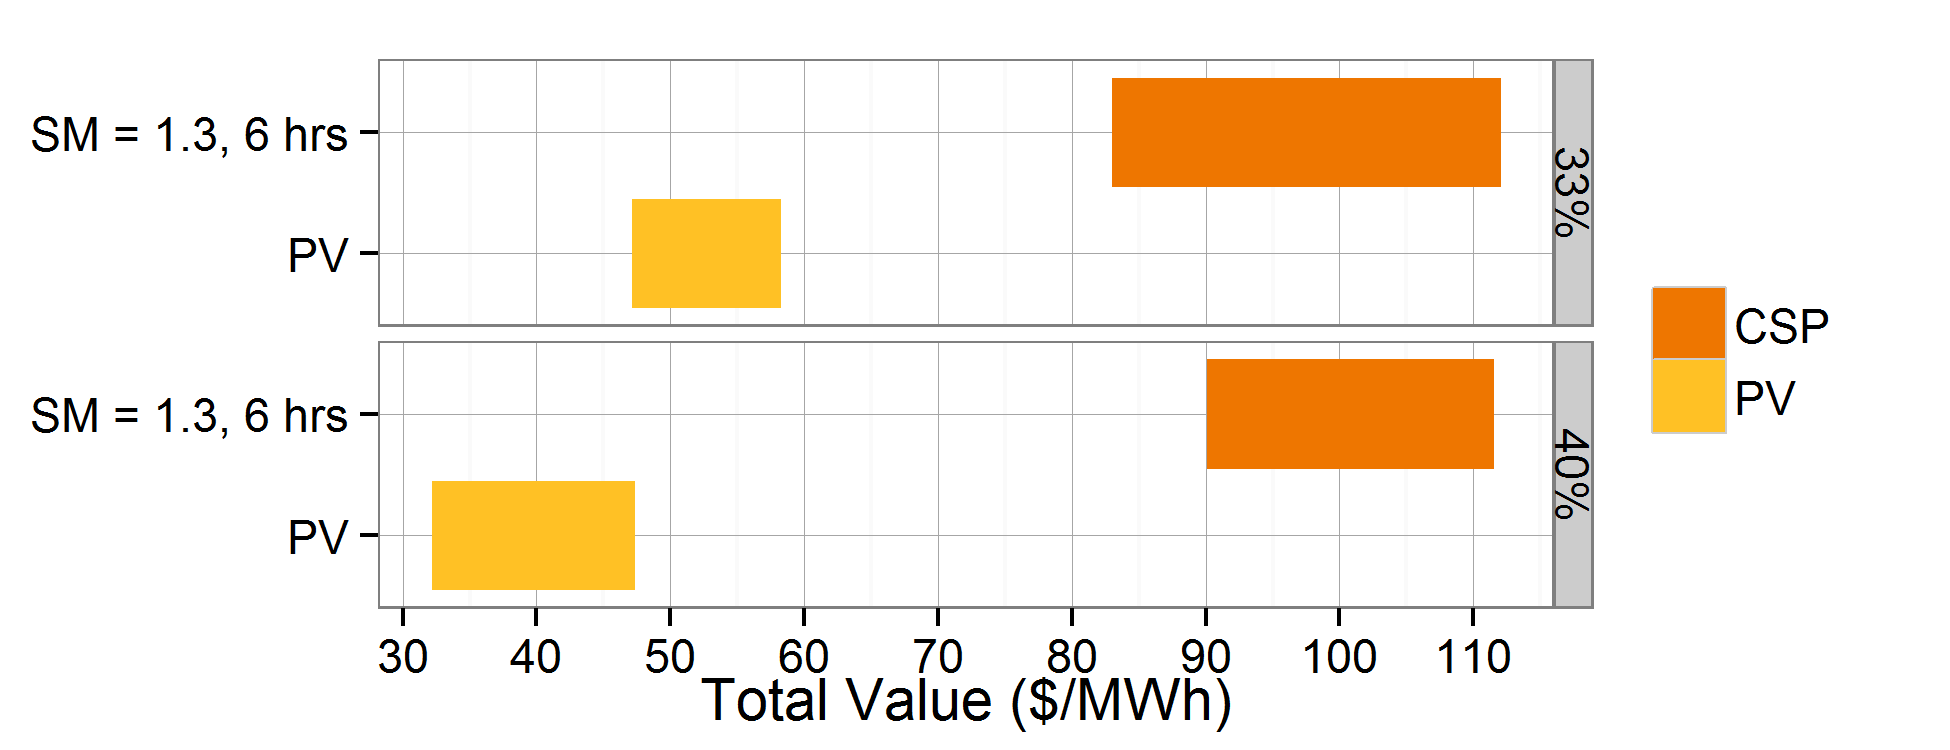 SM = 1.3, 6 hrs
PV
33%
SM = 1.3, 6 hrs
PV
40%
30 40 50 60 70 80 90 100 110
Total Value ($/MWh)
CSP
PV